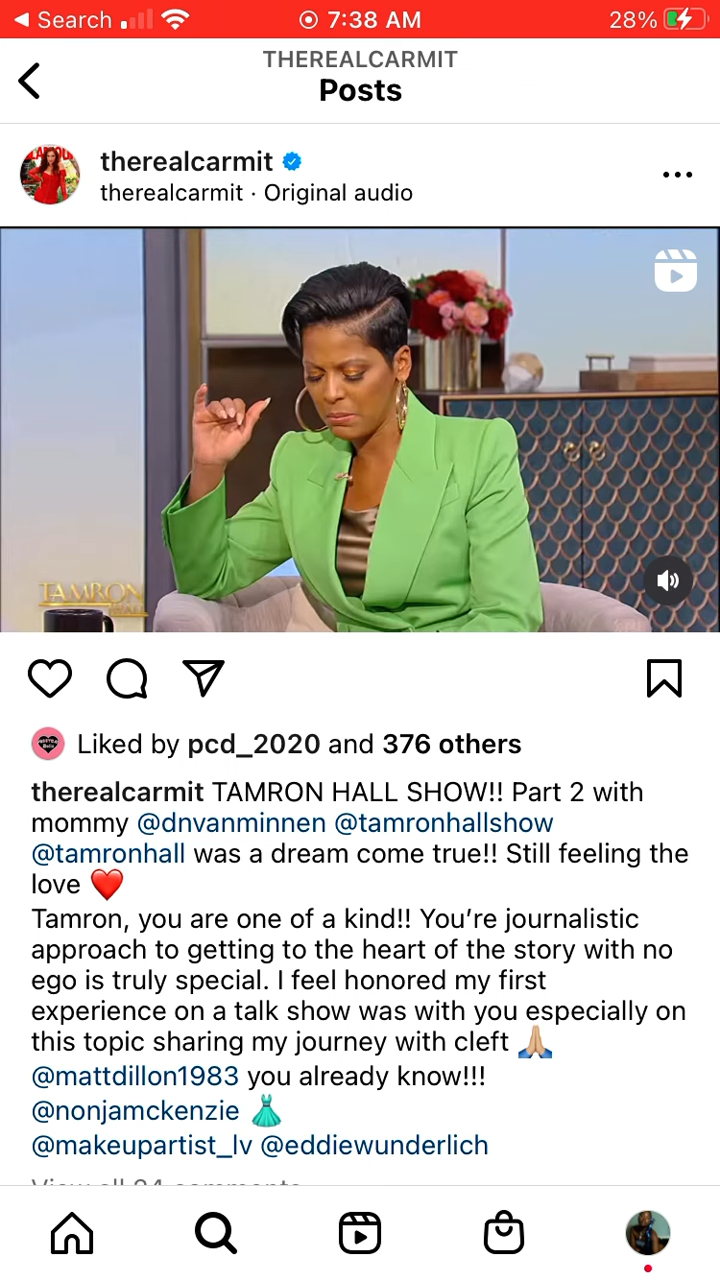 Search
7:38 AM
28%
THEREALCARMIT
Posts
therealcarmit
therealcarmit · Original audio
TAMRON
HALL
Liked by pcd_2020 and 376 others
therealcarmit TAMRON HALL SHOW!! Part 2 with
mommy @dnvanminnen @tamronhallshow
@tamronhall was a dream come true!! Still feeling the
love ❤️
Tamron, you are one of a kind!! You’re journalistic
approach to getting to the heart of the story with no
ego is truly special. I feel honored my first
experience on a talk show was with you especially on
this topic sharing my journey with cleft 🙏🏼
@mattdillon1983 you already know!!!
@nonjamckenzie 👗
@makeupartist_lv @eddiewunderlich